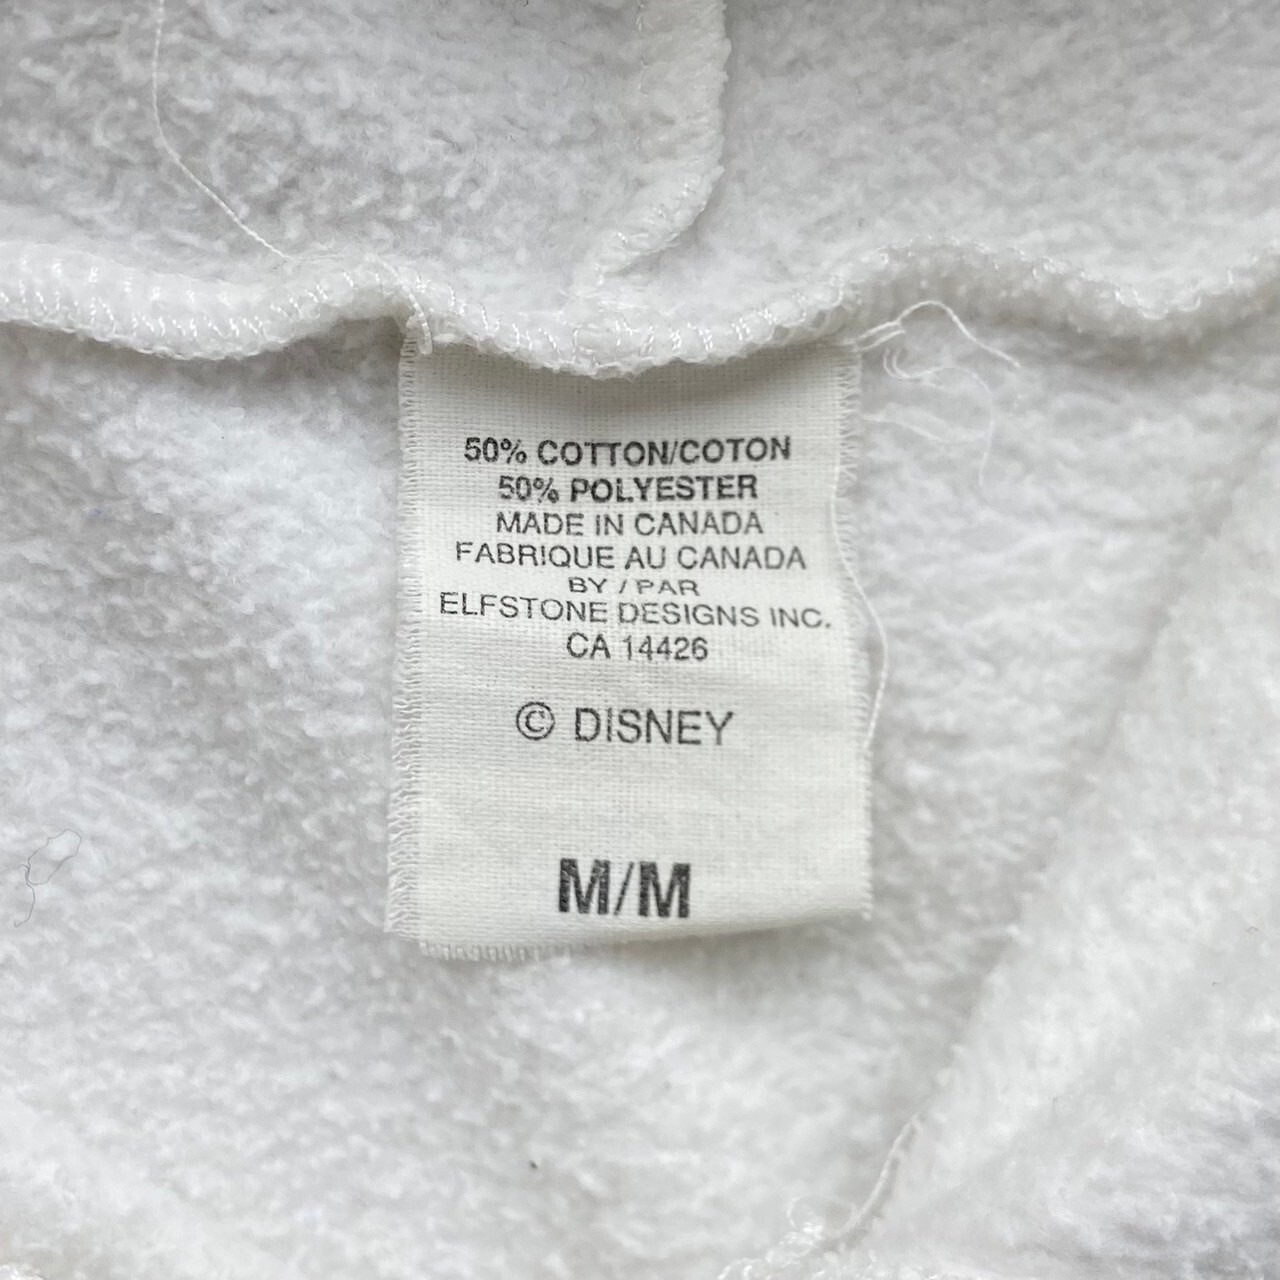 50% COTTON/COTON
50% POLYESTER
MADE IN CANADA
FABRIQUE AU CANADA
BY / PAR
ELFSTONE DESIGNS INC.
CA 14426
© DISNEY
M/M